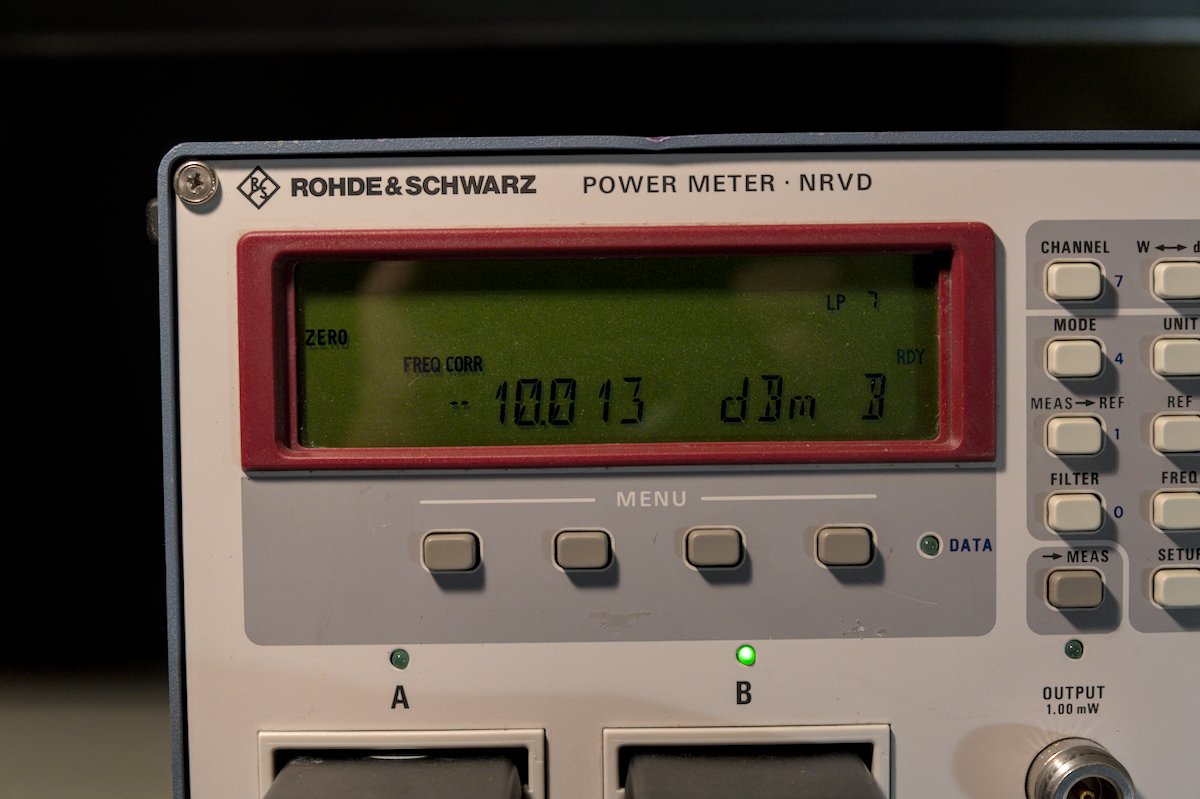 R&S ROHDE&SCHWARZ POWER METER · NRVD
LP 7
ZERO
FREQ CORR RDY
-10.013 dBm B
MENU
DATA
A
B
CHANNEL W ↔ d
7
MODE UNIT
4
MEAS→REF REF
1
FILTER FREQ
0
→MEAS SETUP
OUTPUT
1.00 mW